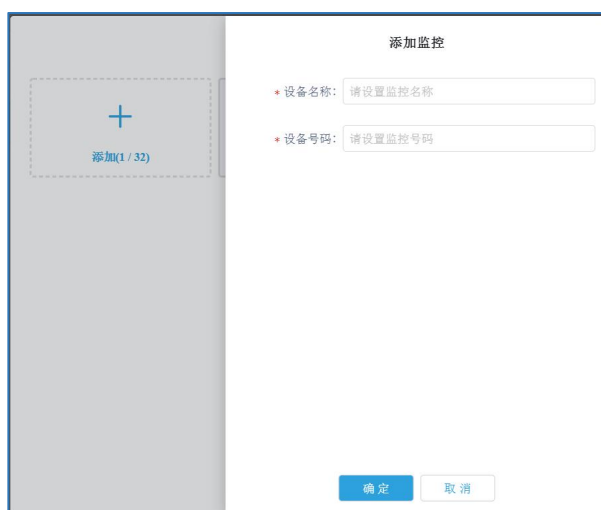 添加监控
* 设备名称： 请设置监控名称
* 设备号码： 请设置监控号码
添加(1 / 32)
确 定 取 消